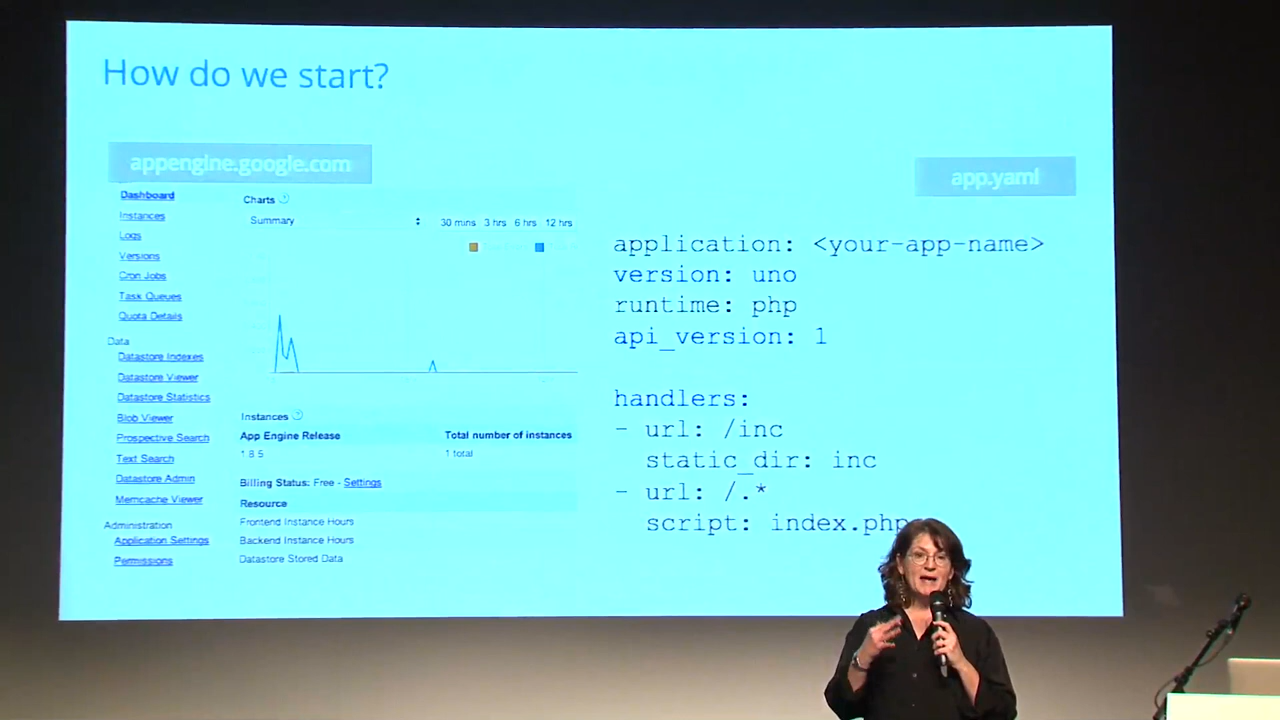 How do we start?
appengine.google.com
Dashboard
Instances
Logs
Versions
Cron Jobs
Task Queues
Quota Details
Data
Datastore Indexes
Datastore Viewer
Datastore Statistics
Blob Viewer
Prospective Search
Text Search
Datastore Admin
Memcache Viewer
Administration
Application Settings
Permissions
Charts ?
Summary
30 mins 3 hrs 6 hrs 12 hrs
Instances ?
App Engine Release Total number of instances
1.8.5 1 total
Billing Status: Free - Settings
Resource
Frontend Instance Hours
Backend Instance Hours
Datastore Stored Data
app.yaml
application: <your-app-name>
version: uno
runtime: php
api_version: 1
handlers:
- url: /inc
static_dir: inc
- url: /.*
script: index.php